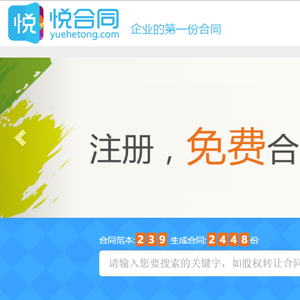 悦 悦合同
yuehetong.com
企业的第一份合同
注册，免费合
合同范本:239 生成合同:2448份
请输入您要搜索的关键字，如股权转让合同